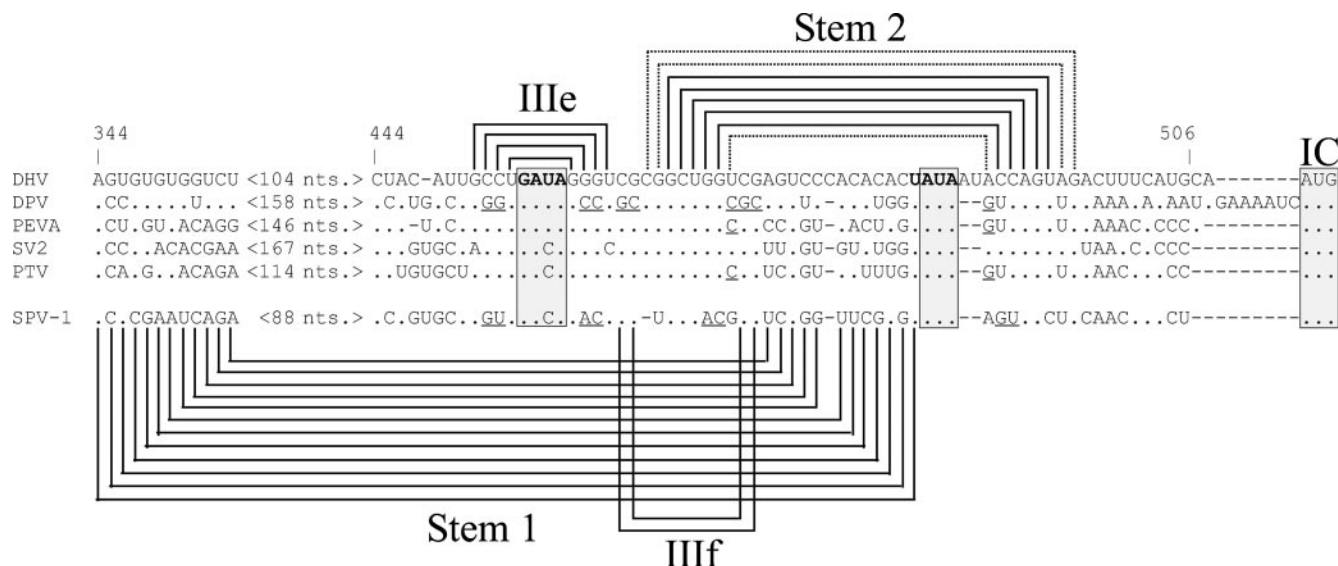 Stem 2
IIIe
344 444 506 IC
DHV AGUGUGUGGUCU <104 nts.> CUAC-AUUGCCUGAUAGGGUCGCGGCUGGUCGAGUCCCACACACUAUAAUACCAGUAGACUUUCAUGCA-------AUG
DPV .CC.....U... <158 nts.> .C.UG.C..GG......CC.GC.......CGC...U.-...UGG....--GU....U..AAA.A.AAU.GAAAAUC...
PEVA .CU.GU.ACAGG <146 nts.> ...-U.C......................C..CC.GU-.ACU.G....--GU....U..AAAC.CCC.-------...
SV2 .CC..ACACGAA <167 nts.> ...GUGC.A.....C....C............UU.GU-GU.UGG....--........UAA.C.CCC-------...
PTV .CA.G..ACAGA <114 nts.> ..UGUGCU......C..............C..UC.GU-..UUUG....--GU....U..AAC...CC-------...
SPV-1 .C.CGAAUCAGA <88 nts.> .C.GUGC..GU...C..AC...-U...ACG..UC.GG-UUCG.G....--AGU..CU.CAAC...CU-------...
Stem 1
IIIf